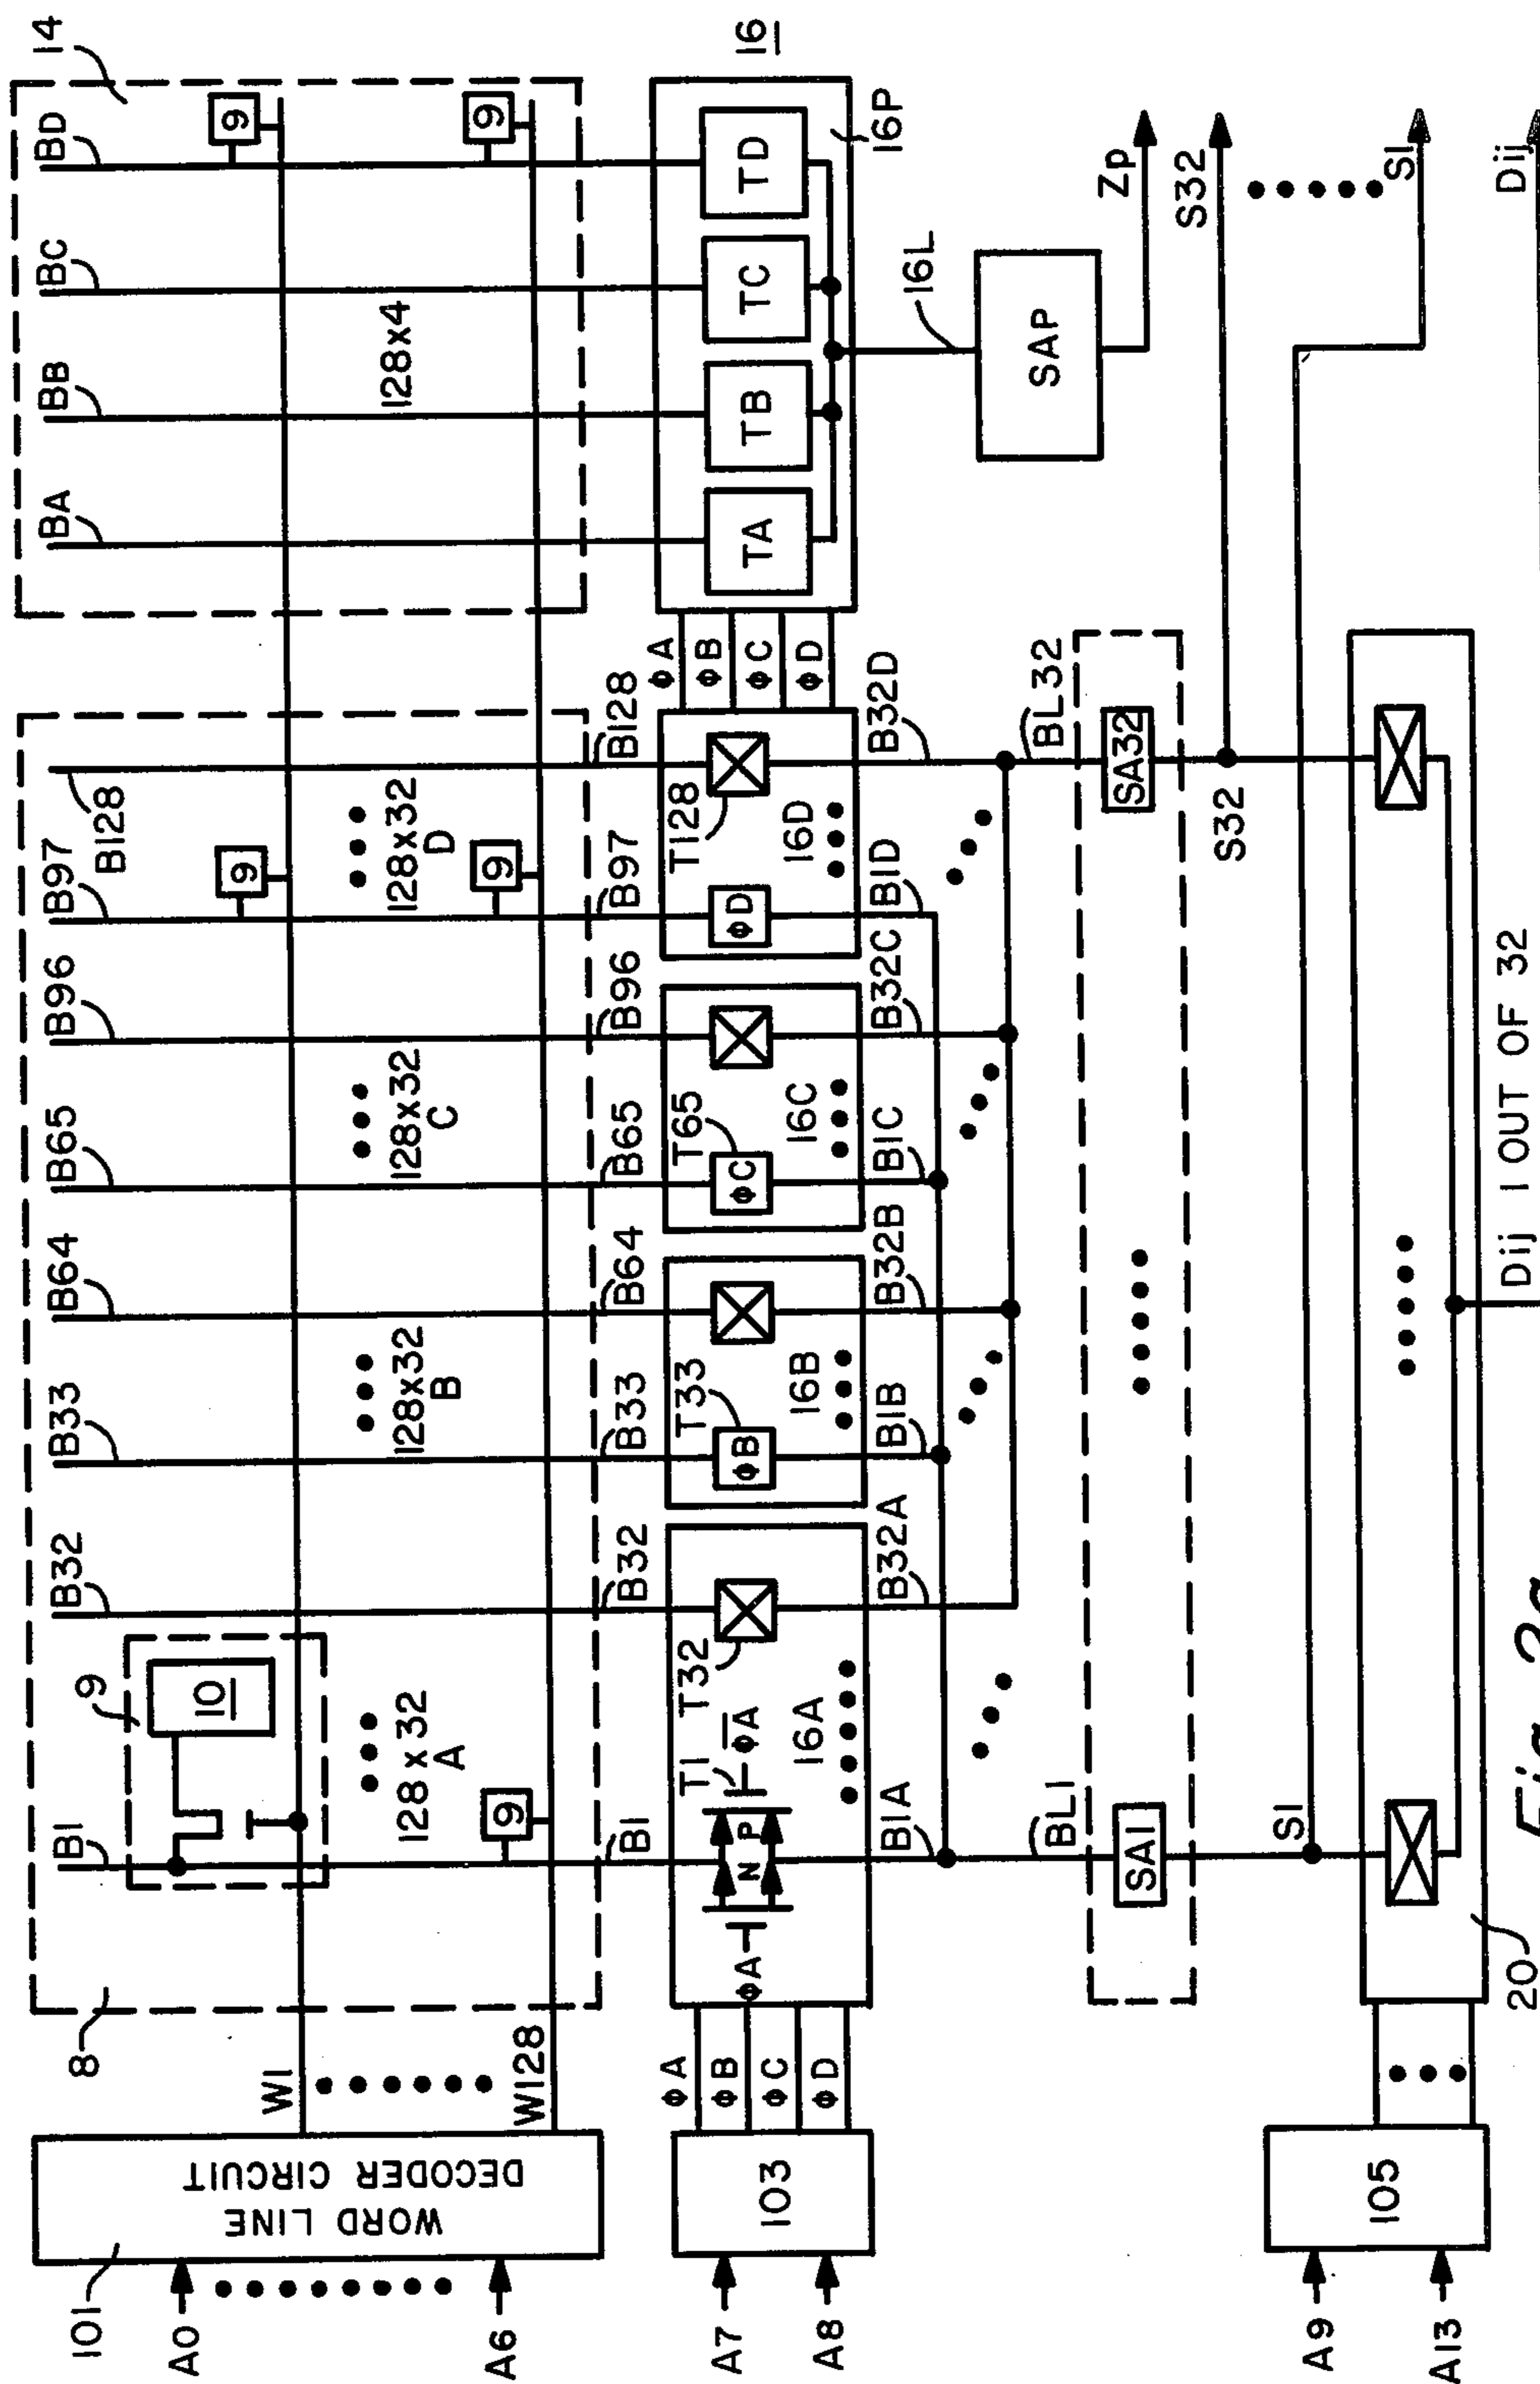 14
BA
BB
BC
BD
9
9
128x4
16
TA
TB
TC
TD
16P
16L
SAP
Zp
S32
S1
Dij
8
B1
B32
B33
B64
B65
B96
B97
B128
9
10
9
9
9
128x32
A
128x32
B
128x32
C
128x32
D
101
WORD LINE
DECODER CIRCUIT
A0
A6
W1
W128
B1
B32
B33
B64
B65
B96
B97
B128
A7
A8
103
ΦA
ΦB
ΦC
ΦD
ΦA
N
P
T1
Φ̅A̅
T32
16A
T33
ΦB
16B
T65
ΦC
16C
ΦD
T128
16D
ΦA
ΦB
ΦC
ΦD
B1A
B32A
B1B
B32B
B1C
B32C
B1D
B32D
BL1
BL32
SA1
SA32
S1
S32
A9
A13
105
20
Dij 1 OUT OF 32
Fig. 2a